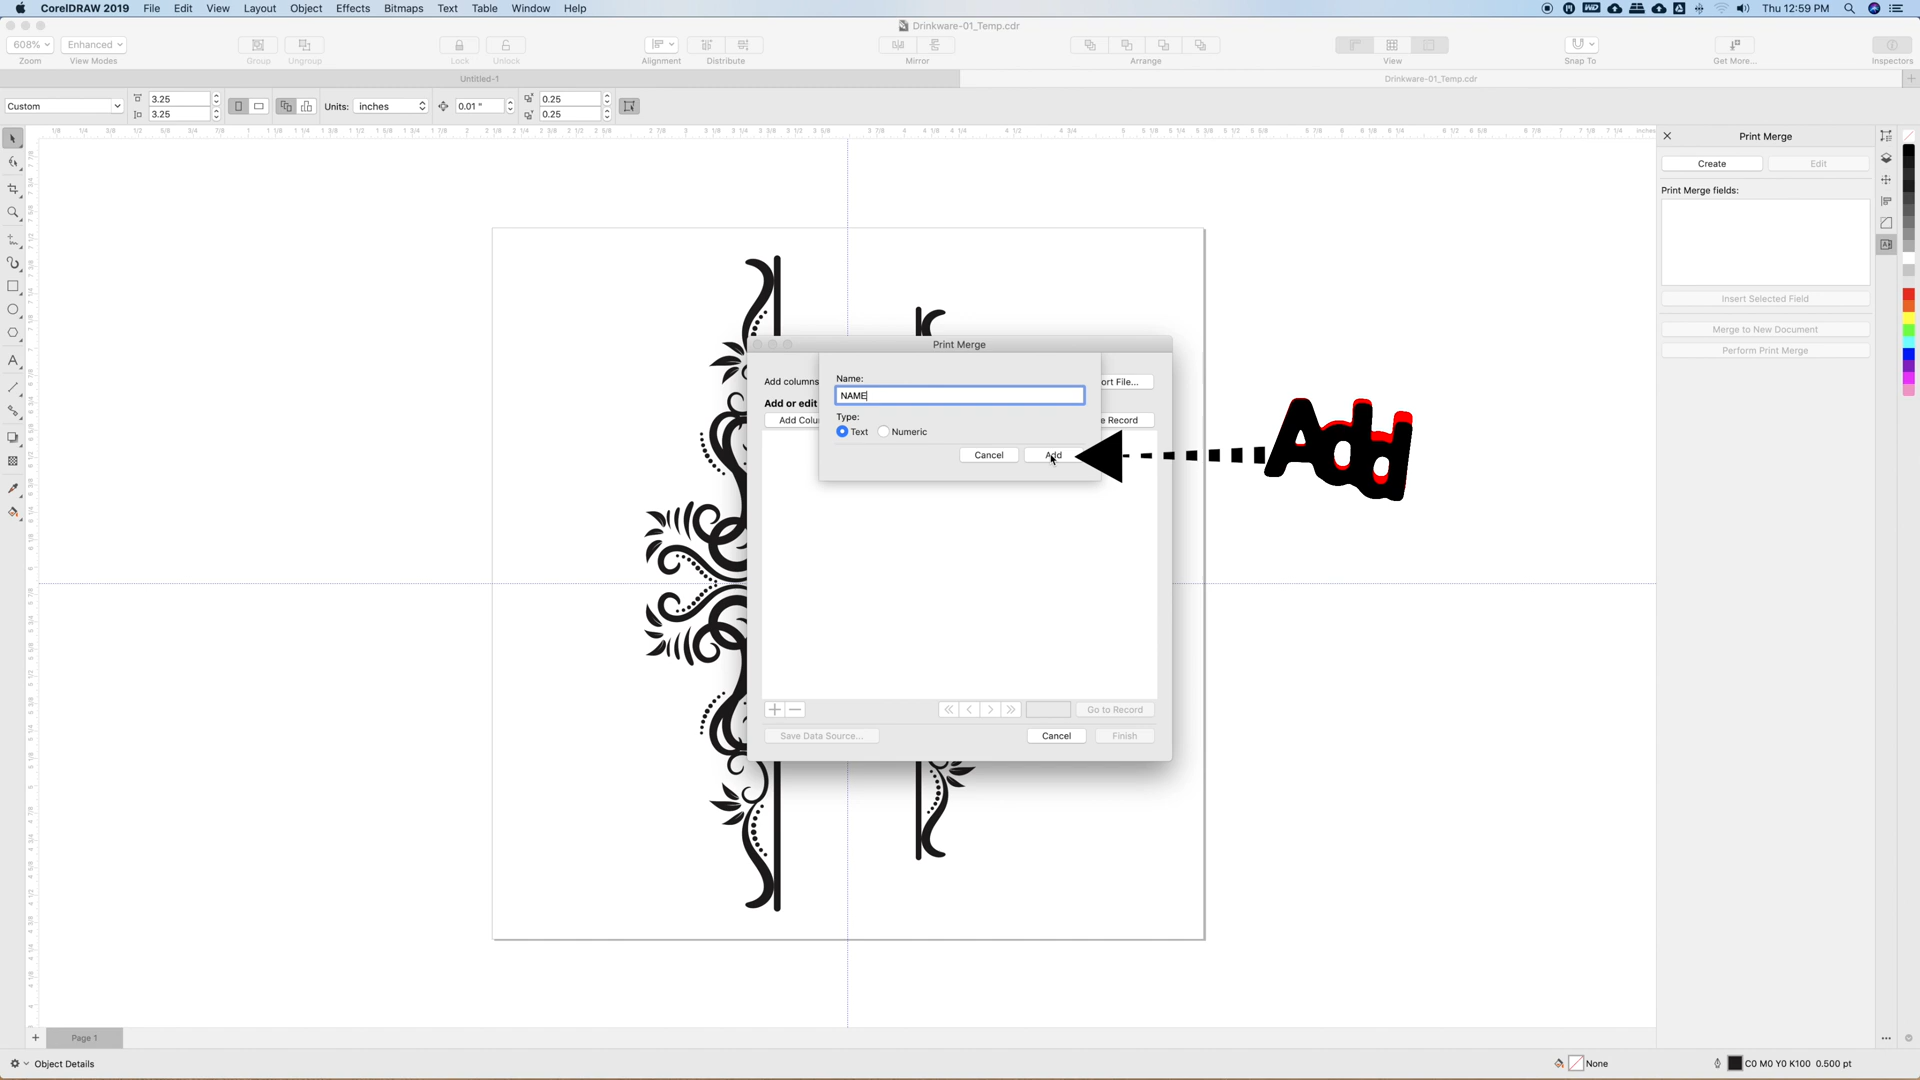 CorelDRAW 2019 File Edit View Layout Object Effects Bitmaps Text Table Window Help Thu 12:59 PM
Drinkware-01_Temp.cdr
608% Enhanced
Zoom View Modes Group Ungroup Lock Unlock Alignment Distribute Mirror Arrange View Snap To Get More... Inspectors
Untitled-1 Drinkware-01_Temp.cdr
Custom 3.25 Units: inches 0.01 " 0.25
3.25 0.25
Print Merge
Create Edit
Print Merge fields:
Insert Selected Field
Merge to New Document
Perform Print Merge
Print Merge
Add columns ort File...
Add or edit
Add Colu e Record
Name:
NAME
Type:
Text Numeric
Cancel Add
Add
Go to Record
Save Data Source... Cancel Finish
Page 1
Object Details None C0 M0 Y0 K100 0.500 pt